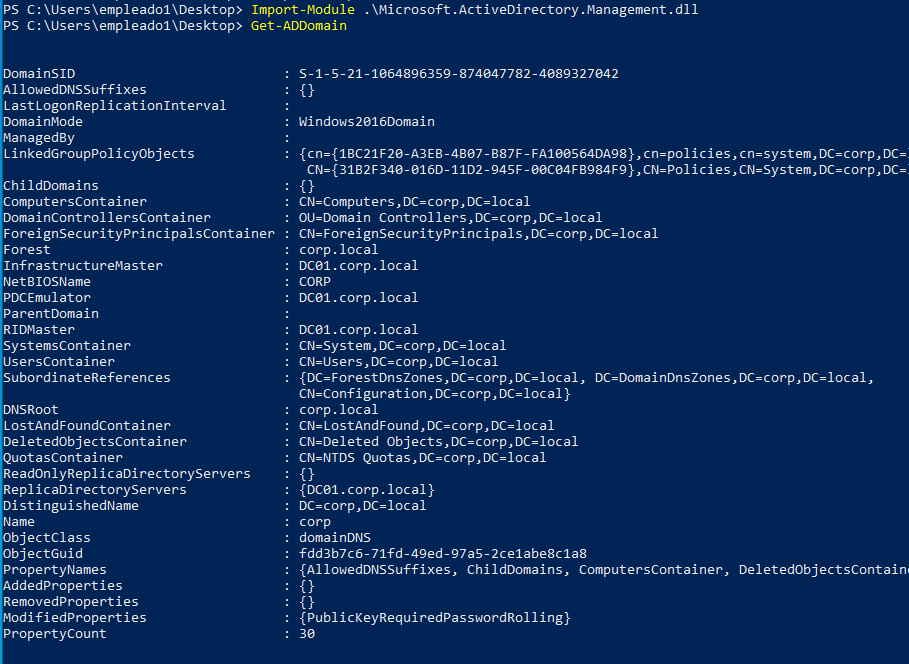 PS C:\Users\empleado1\Desktop> Import-Module .\Microsoft.ActiveDirectory.Management.dll
PS C:\Users\empleado1\Desktop> Get-ADDomain
DomainSID : S-1-5-21-1064896359-874047782-4089327042
AllowedDNSSuffixes : {}
LastLogonReplicationInterval :
DomainMode : Windows2016Domain
ManagedBy :
LinkedGroupPolicyObjects : {cn={1BC21F20-A3EB-4B07-B87F-FA100564DA98},cn=policies,cn=system,DC=corp,DC=
CN={31B2F340-016D-11D2-945F-00C04FB984F9},CN=Policies,CN=System,DC=corp,DC=
ChildDomains : {}
ComputersContainer : CN=Computers,DC=corp,DC=local
DomainControllersContainer : OU=Domain Controllers,DC=corp,DC=local
ForeignSecurityPrincipalsContainer : CN=ForeignSecurityPrincipals,DC=corp,DC=local
Forest : corp.local
InfrastructureMaster : DC01.corp.local
NetBIOSName : CORP
PDCEmulator : DC01.corp.local
ParentDomain :
RIDMaster : DC01.corp.local
SystemsContainer : CN=System,DC=corp,DC=local
UsersContainer : CN=Users,DC=corp,DC=local
SubordinateReferences : {DC=ForestDnsZones,DC=corp,DC=local, DC=DomainDnsZones,DC=corp,DC=local,
CN=Configuration,DC=corp,DC=local}
DNSRoot : corp.local
LostAndFoundContainer : CN=LostAndFound,DC=corp,DC=local
DeletedObjectsContainer : CN=Deleted Objects,DC=corp,DC=local
QuotasContainer : CN=NTDS Quotas,DC=corp,DC=local
ReadOnlyReplicaDirectoryServers : {}
ReplicaDirectoryServers : {DC01.corp.local}
DistinguishedName : DC=corp,DC=local
Name : corp
ObjectClass : domainDNS
ObjectGuid : fdd3b7c6-71fd-49ed-97a5-2ce1abe8c1a8
PropertyNames : {AllowedDNSSuffixes, ChildDomains, ComputersContainer, DeletedObjectsContain
AddedProperties : {}
RemovedProperties : {}
ModifiedProperties : {PublicKeyRequiredPasswordRolling}
PropertyCount : 30